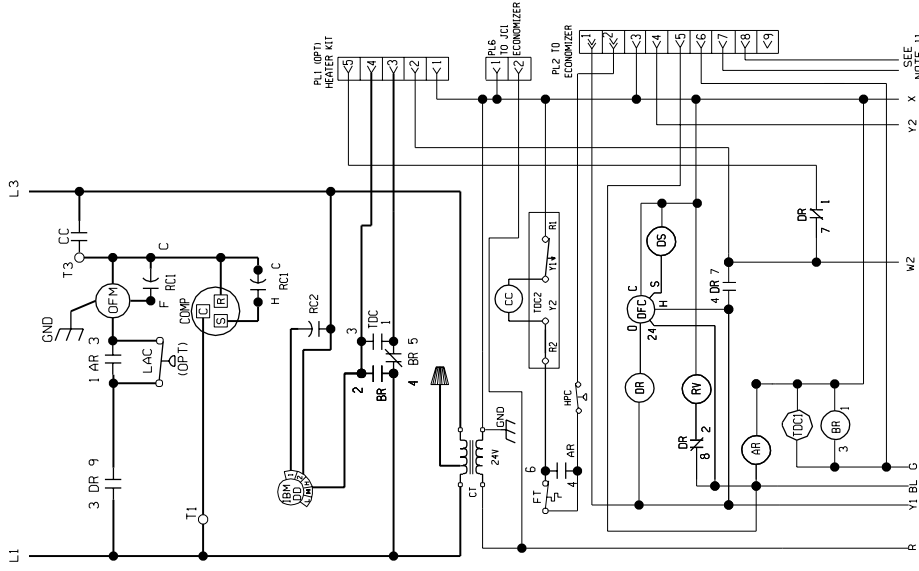 L1
L3
GND
OFM
T3
CC
C
3 DR 9
1 AR 3
LAC
(OPT)
F
RC1
T1
COMP
C
S
R
H
RC1
C
IBM
1
2
L
M
H
RC2
3
TDC
1
2
BR
4
BR 5
24V
CT
GND
PL1 (OPT)
HEATER KIT
<5
<4
<3
<2
<1
PL6
TO JC1
ECONOMIZER
<1
<2
PL2 TO
ECONOMIZER
1
2
<3
<4
<5
<6
<7
<8
<9
CC
TDC2
R1
Y1
Y2
R2
HPC
6
FT
AR
4
O
C
DFC
24
S
H
DS
DR
RV
DR
8
2
4 DR 7
DR
7
1
AR
TDC1
BR
3
1
R
Y1
BL
G
W2
Y2
X
SEE
NOTE 11